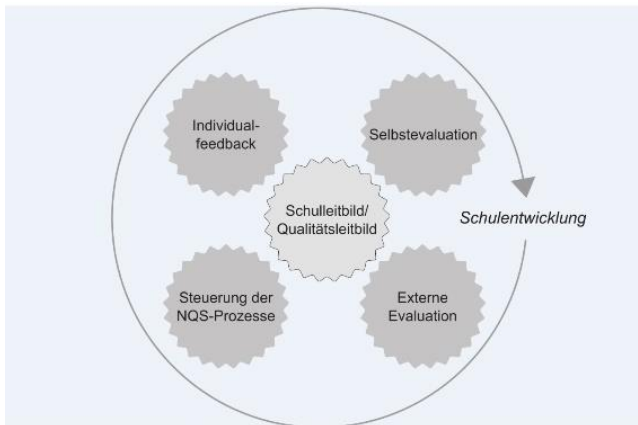 Individual-
feedback
Selbstevaluation
Schulleitbild/
Qualitätsleitbild
Schulentwicklung
Steuerung der
NQS-Prozesse
Externe
Evaluation